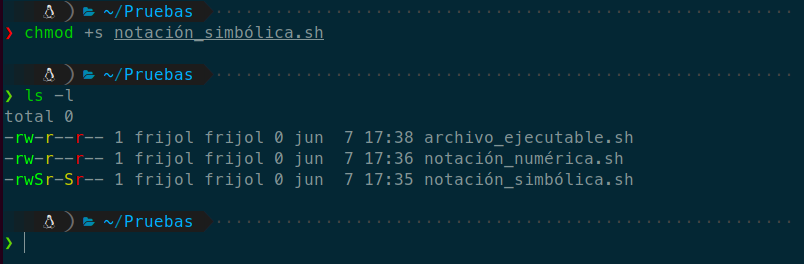 ~/Pruebas
❯ chmod +s notación_simbólica.sh
~/Pruebas
❯ ls -l
total 0
-rw-r--r-- 1 frijol frijol 0 jun  7 17:38 archivo_ejecutable.sh
-rw-r--r-- 1 frijol frijol 0 jun  7 17:36 notación_numérica.sh
-rwSr-Sr-- 1 frijol frijol 0 jun  7 17:35 notación_simbólica.sh
~/Pruebas
❯